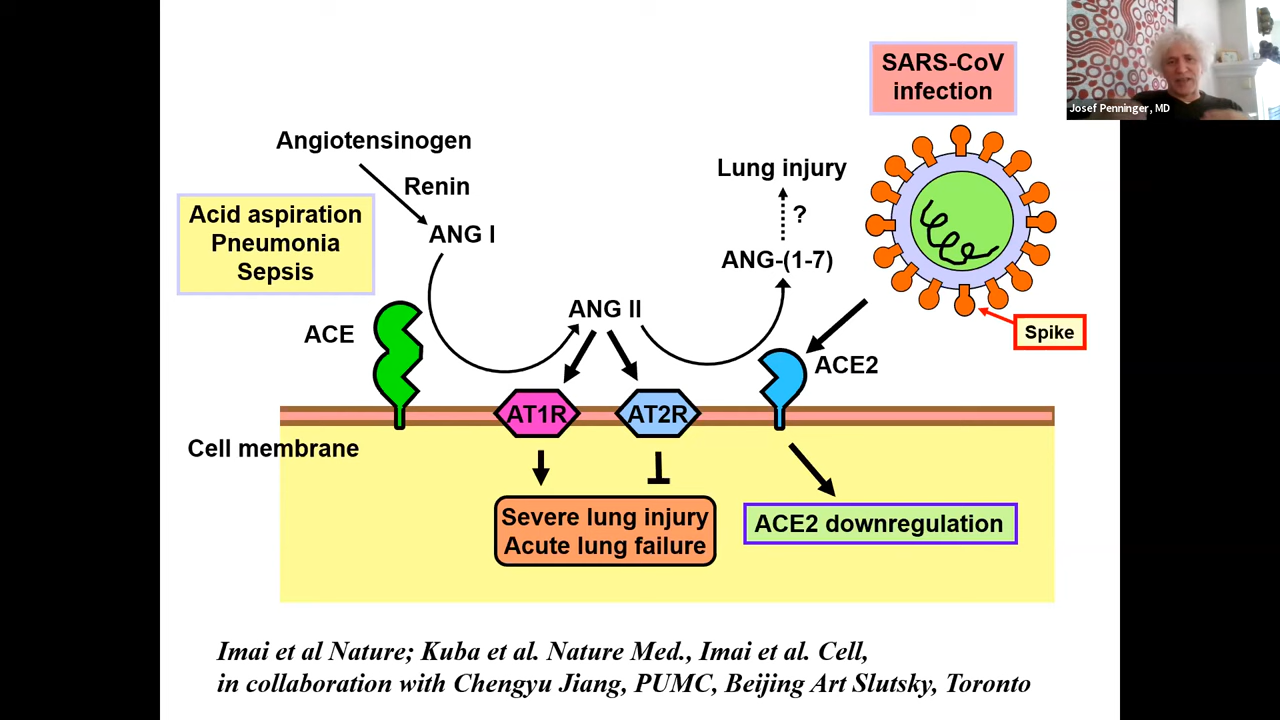 SARS-CoV
infection
Josef Penninger, MD
Angiotensinogen
Renin
Lung injury
Acid aspiration
Pneumonia
Sepsis
ANG I
?
ANG-(1-7)
ANG II
ACE
Spike
ACE2
AT1R
AT2R
Cell membrane
Severe lung injury
Acute lung failure
ACE2 downregulation
Imai et al Nature; Kuba et al. Nature Med., Imai et al. Cell,
in collaboration with Chengyu Jiang, PUMC, Beijing Art Slutsky, Toronto